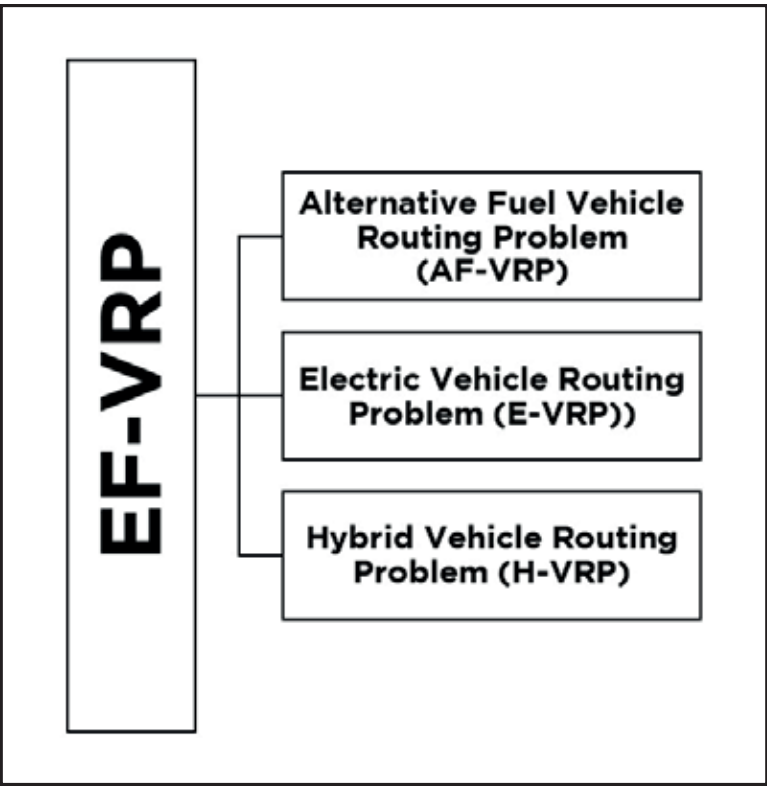 EF-VRP
Alternative Fuel Vehicle
Routing Problem
(AF-VRP)
Electric Vehicle Routing
Problem (E-VRP))
Hybrid Vehicle Routing
Problem (H-VRP)